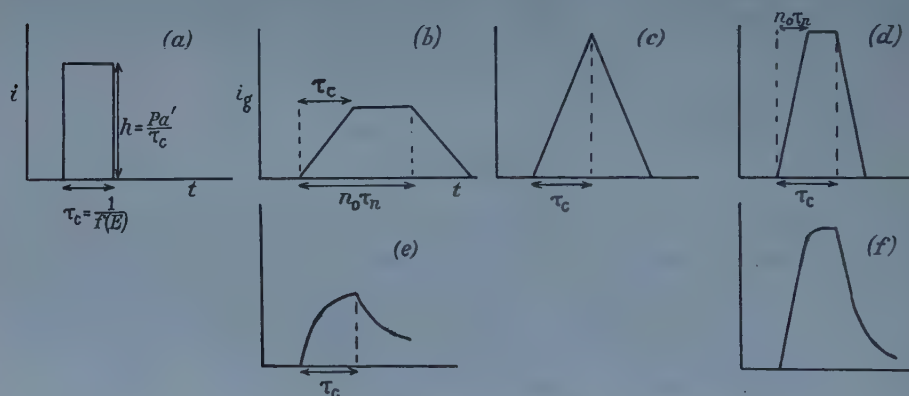 (a)
i
h = Pa'/τc
t
τc = 1/f(E)
(b)
ig
τc
t
n0τn
(c)
τc
(d)
n0τn
τc
(e)
τc
(f)